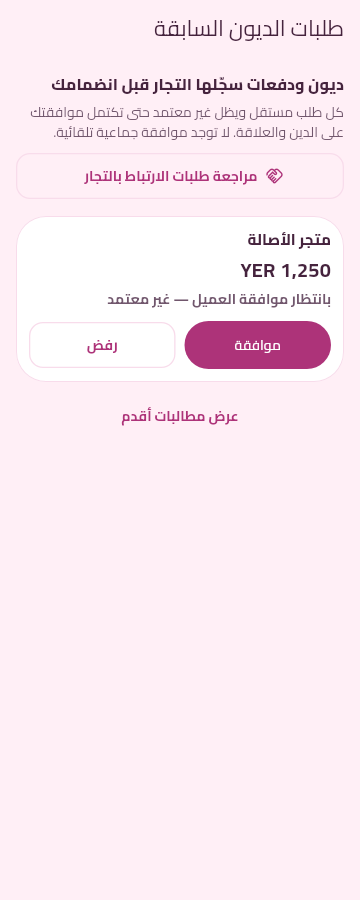 طلبات الديون السابقة
ديون ودفعات سجّلها التجار قبل انضمامك
كل طلب مستقل ويظل غير معتمد حتى تكتمل موافقتك
على الدين والعلاقة. لا توجد موافقة جماعية تلقائية.
مراجعة طلبات الارتباط بالتجار
متجر الأصالة
YER 1,250
بانتظار موافقة العميل — غير معتمد
موافقة
رفض
عرض مطالبات أقدم